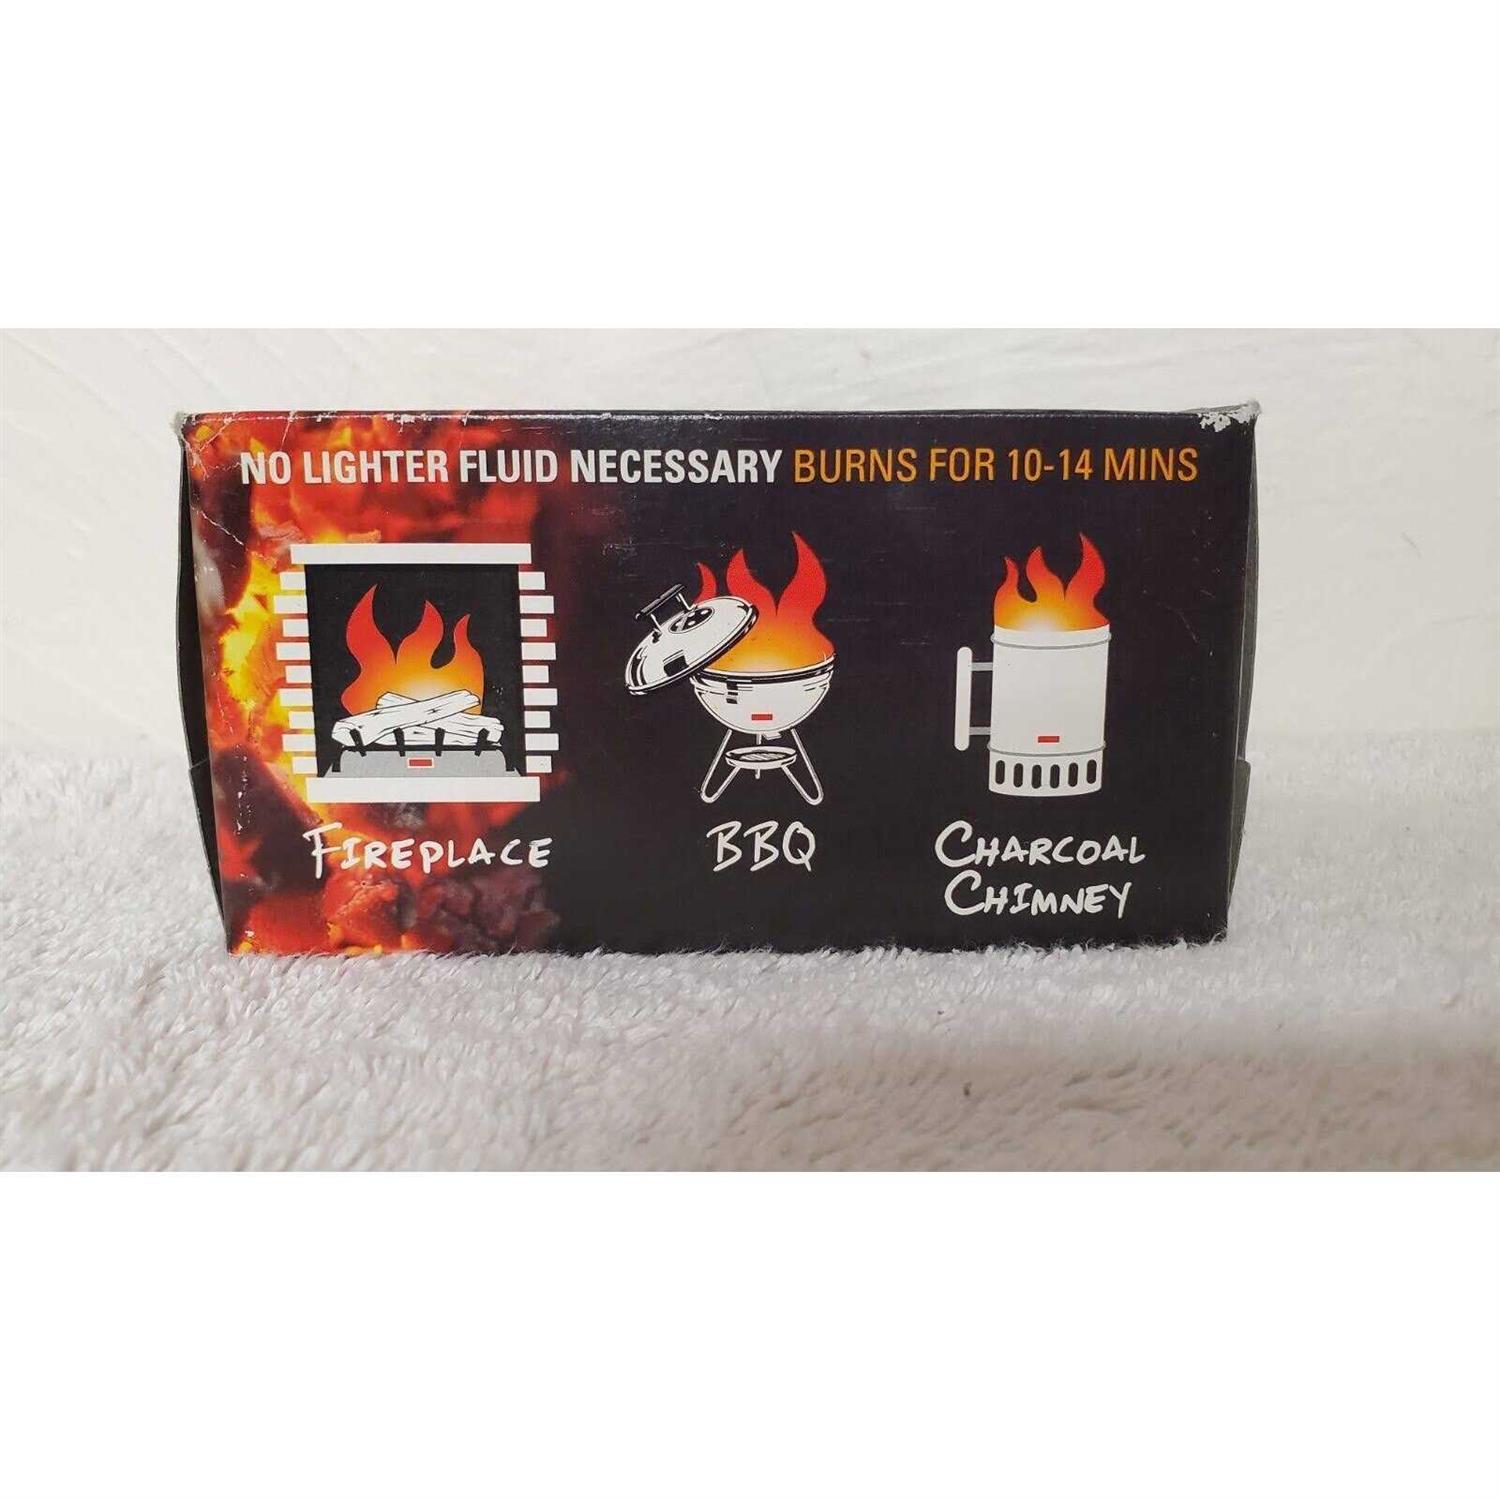 NO LIGHTER FLUID NECESSARY BURNS FOR 10-14 MINS
FIREPLACE
BBQ
CHARCOAL
CHIMNEY